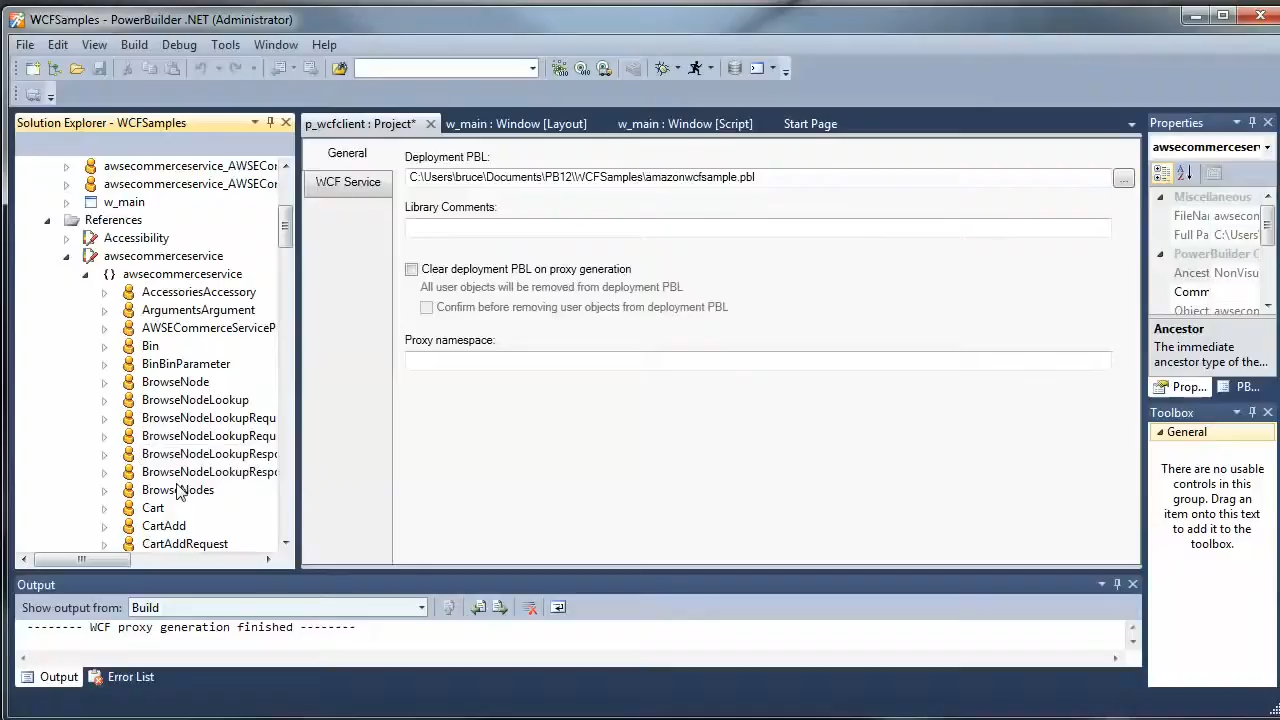 WCFSamples - PowerBuilder .NET (Administrator)
File Edit View Build Debug Tools Window Help
Solution Explorer - WCFSamples
awsecommerceservice_AWSECor
awsecommerceservice_AWSECor
w_main
References
Accessibility
awsecommerceservice
{} awsecommerceservice
AccessoriesAccessory
ArgumentsArgument
AWSECommerceServiceP
Bin
BinBinParameter
BrowseNode
BrowseNodeLookup
BrowseNodeLookupRequ
BrowseNodeLookupRequ
BrowseNodeLookupRespo
BrowseNodeLookupRespo
BrowseNodes
Cart
CartAdd
CartAddRequest
p_wcfclient : Project* w_main : Window [Layout] w_main : Window [Script] Start Page
General
WCF Service
Deployment PBL:
C:\Users\bruce\Documents\PB12\\WCFSamples\amazonwcfsample.pbl
...
Library Comments:
Clear deployment PBL on proxy generation
All user objects will be removed from deployment PBL
Confirm before removing user objects from deployment PBL
Proxy namespace:
Properties
awsecommerceserv
Miscellaneous
FileNa awsecon
Full Pa C:\Users
PowerBuilder C
Ancest NonVisu
Comm
Object awsecon
Ancestor
The immediate
ancestor type of the...
Prop... PB...
Toolbox
General
There are no usable
controls in this
group. Drag an
item onto this text
to add it to the
toolbox.
Output
Show output from: Build
-------- WCF proxy generation finished --------
Output Error List